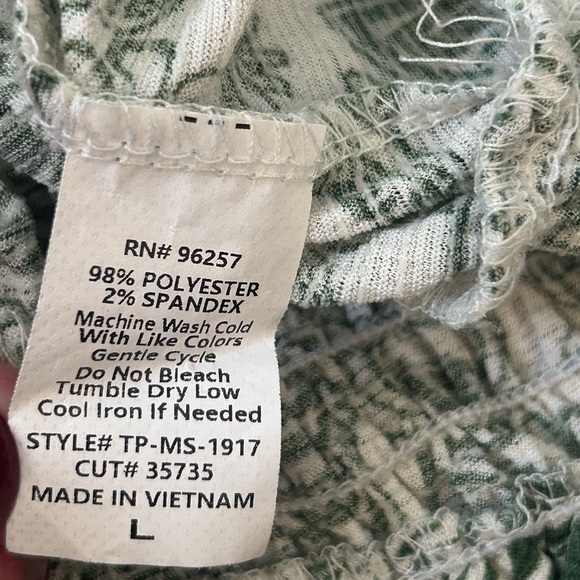 RN# 96257
98% POLYESTER
2% SPANDEX
Machine Wash Cold
With Like Colors
Gentle Cycle
Do Not Bleach
Tumble Dry Low
Cool Iron If Needed
STYLE# TP-MS-1917
CUT# 35735
MADE IN VIETNAM
L